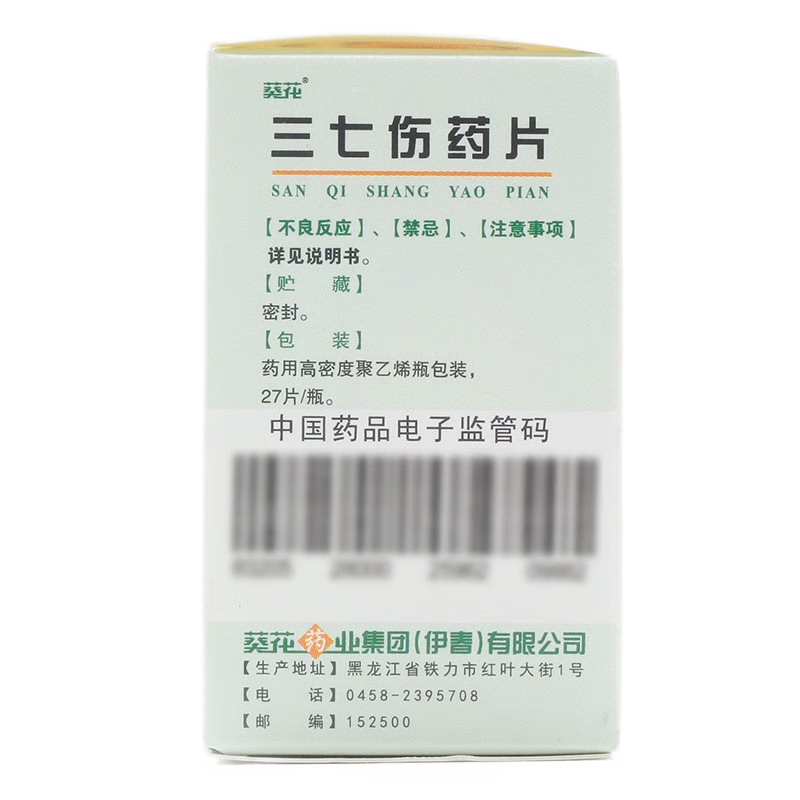 葵花®
三七伤药片
SAN QI SHANG YAO PIAN
【不良反应】、【禁忌】、【注意事项】
详见说明书。
【贮 藏】
密封。
【包 装】
药用高密度聚乙烯瓶包装，
27片/瓶。
中国药品电子监管码
葵花药业集团(伊春)有限公司
【生产地址】黑龙江省铁力市红叶大街1号
【电 话】0458-2395708
【邮 编】152500